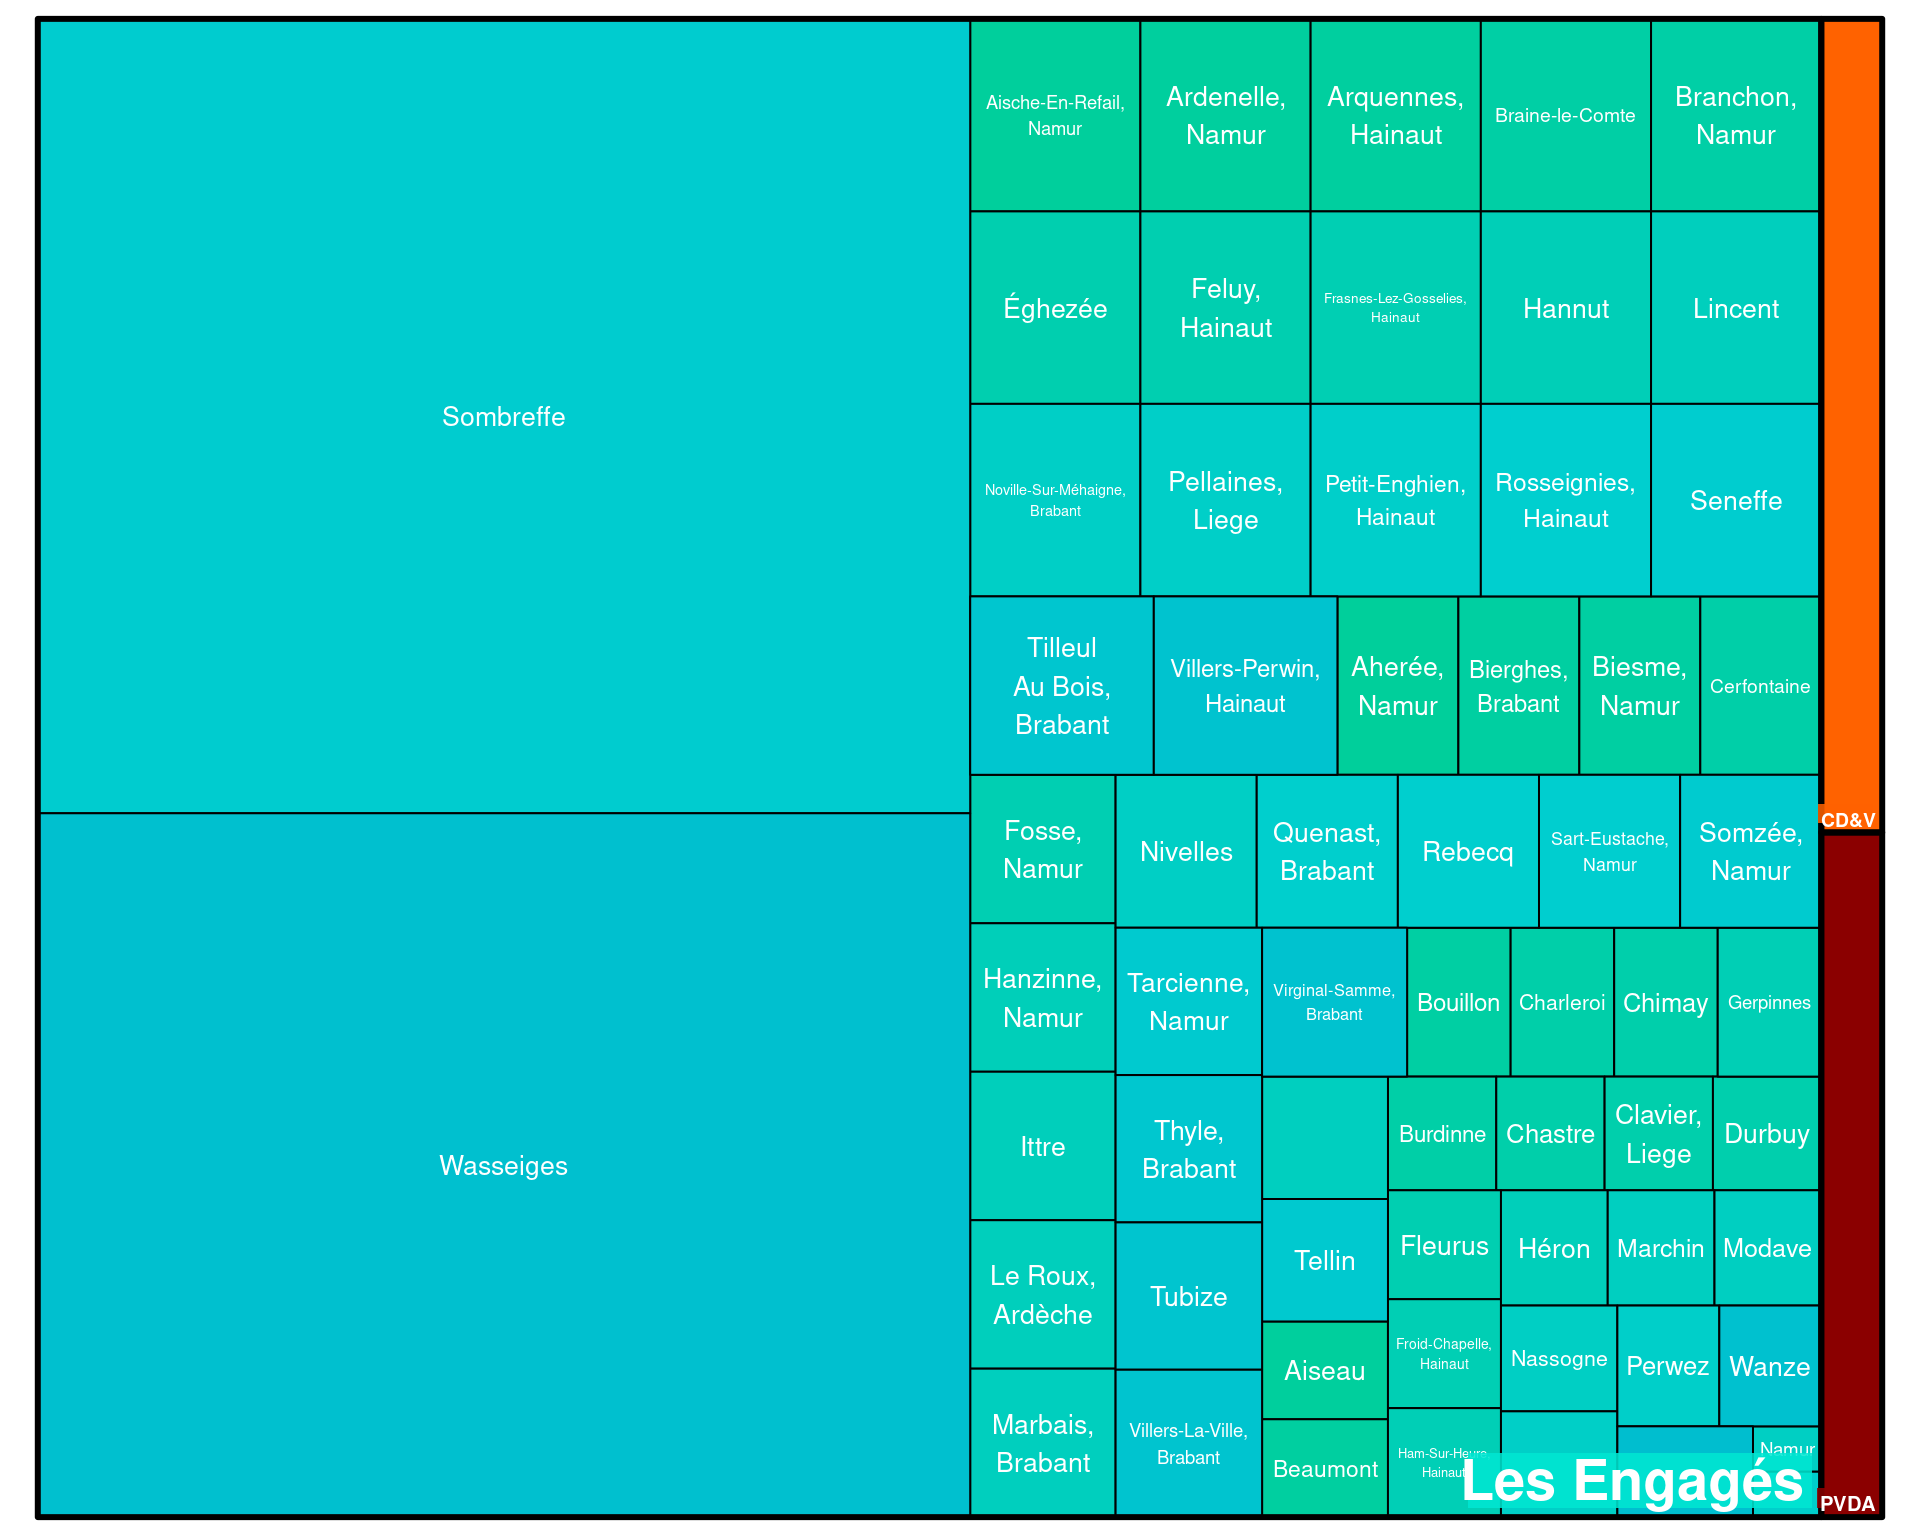 Sombreffe
Wasseiges
Aische-En-Refail,
Namur
Ardenelle,
Namur
Arquennes,
Hainaut
Braine-le-Comte
Branchon,
Namur
Éghezée
Feluy,
Hainaut
Frasnes-Lez-Gosselies,
Hainaut
Hannut
Lincent
Noville-Sur-Méhaigne,
Brabant
Pellaines,
Liege
Petit-Enghien,
Hainaut
Rosseignies,
Hainaut
Seneffe
Tilleul
Au Bois,
Brabant
Villers-Perwin,
Hainaut
Aherée,
Namur
Bierghes,
Brabant
Biesme,
Namur
Cerfontaine
Fosse,
Namur
Nivelles
Quenast,
Brabant
Rebecq
Sart-Eustache,
Namur
Somzée,
Namur
Hanzinne,
Namur
Tarcienne,
Namur
Virginal-Samme,
Brabant
Bouillon
Charleroi
Chimay
Gerpinnes
Ittre
Thyle,
Brabant
Burdinne
Chastre
Clavier,
Liege
Durbuy
Le Roux,
Ardèche
Tubize
Tellin
Fleurus
Héron
Marchin
Modave
Aiseau
Froid-Chapelle,
Hainaut
Nassogne
Perwez
Wanze
Marbais,
Brabant
Villers-La-Ville,
Brabant
Beaumont
Ham-Sur-Heure,
Hainaut
Namur
Les Engagés
CD&V
PVDA